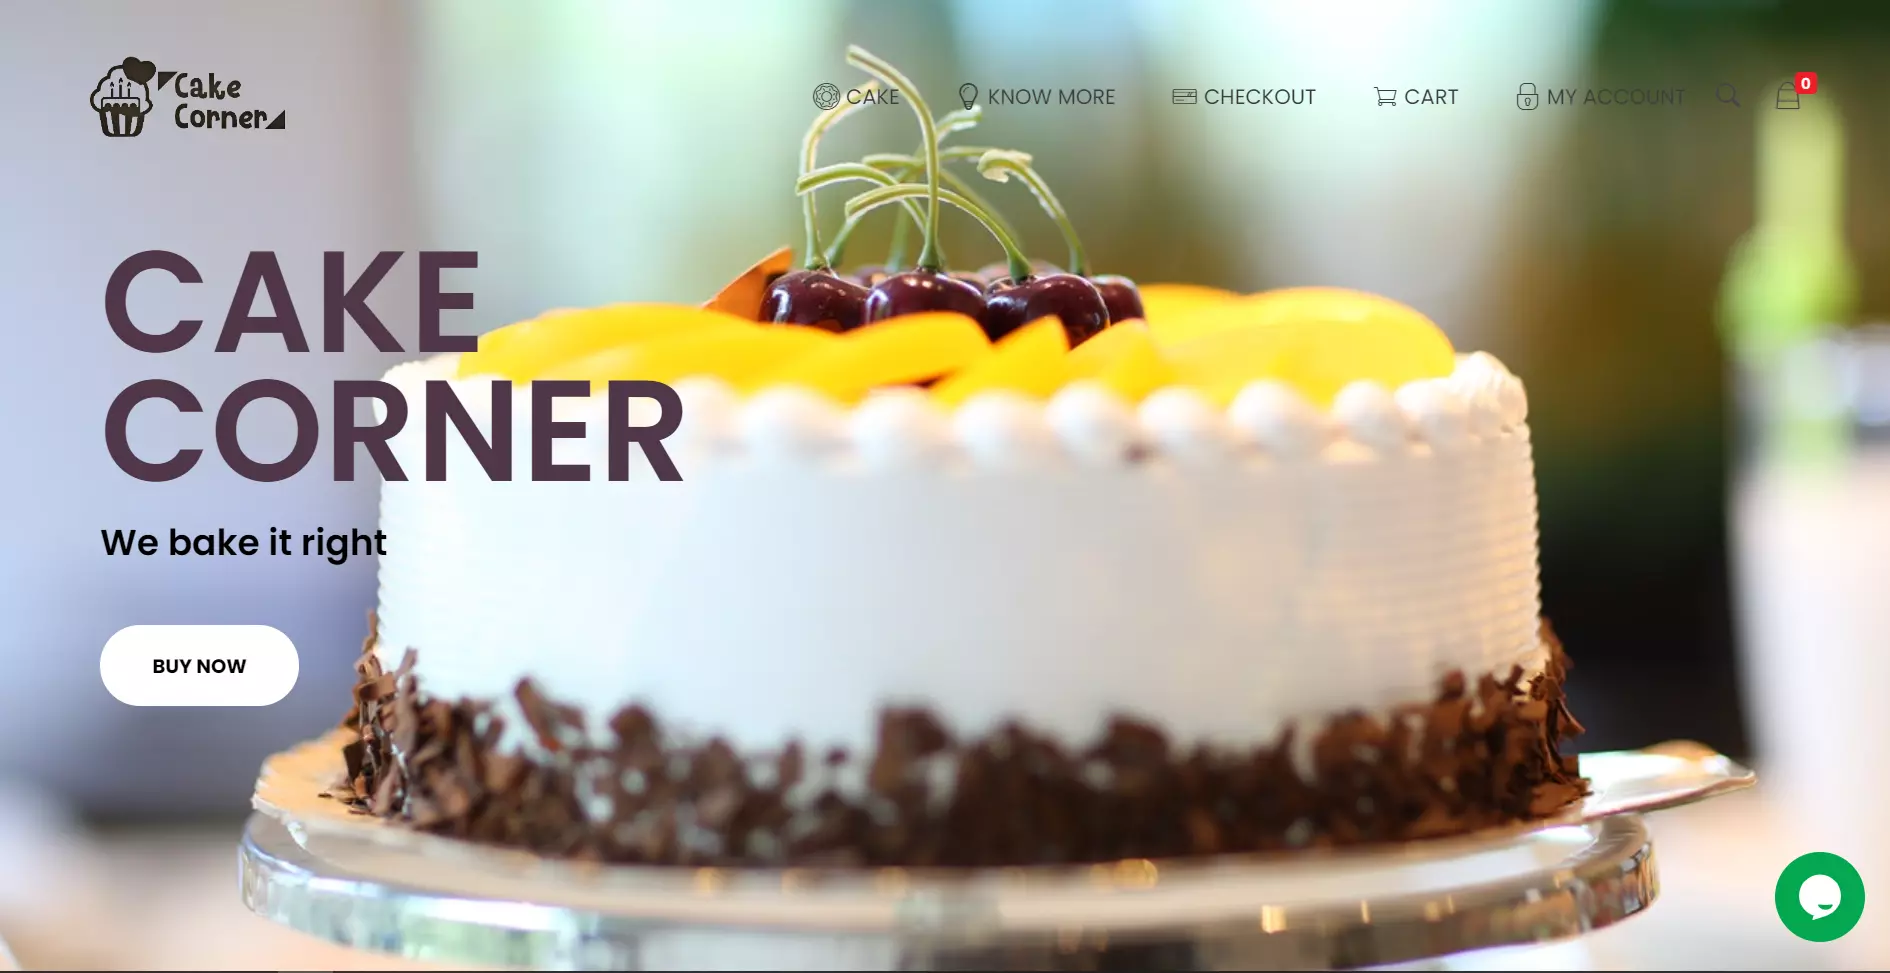 Cake
Corner
CAKE
KNOW MORE
CHECKOUT
CART
MY ACCOUNT
0
CAKE
CORNER
We bake it right
BUY NOW